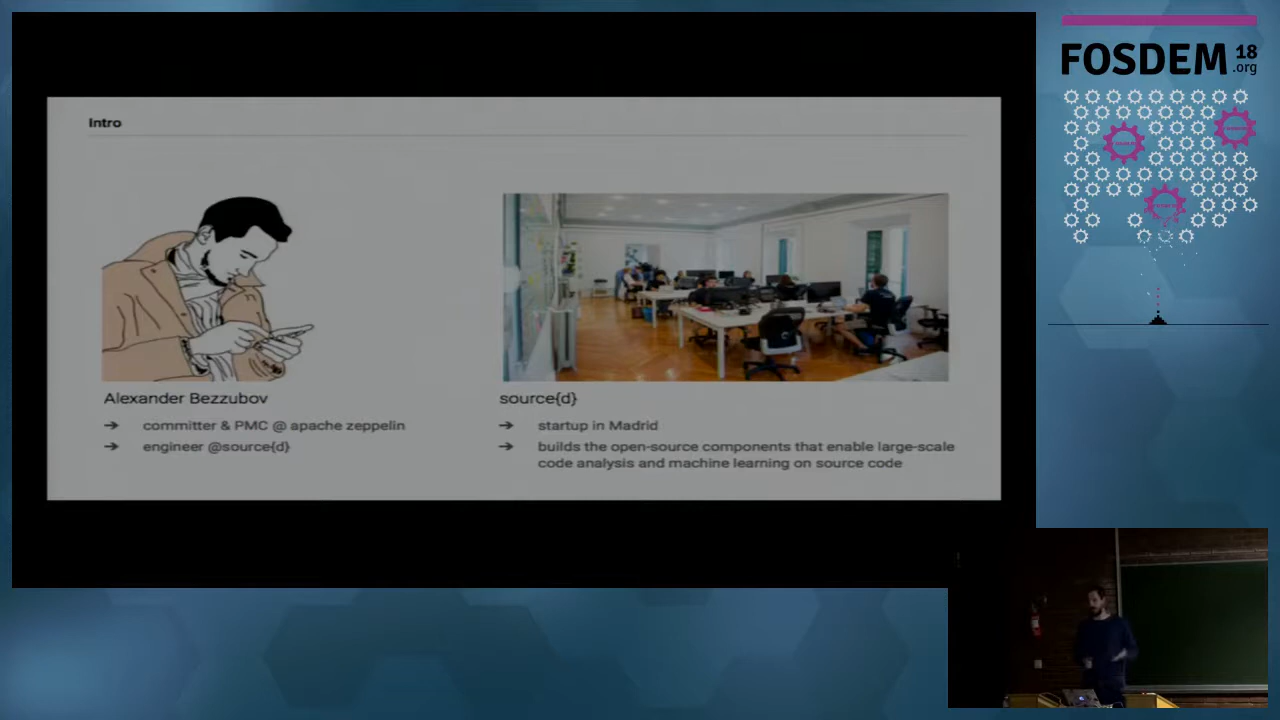 Intro
Alexander Bezzubov
➔ committer & PMC @ apache zeppelin
➔ engineer @source{d}
source{d}
➔ startup in Madrid
➔ builds the open-source components that enable large-scale
code analysis and machine learning on source code
FOSDEM 18
.org